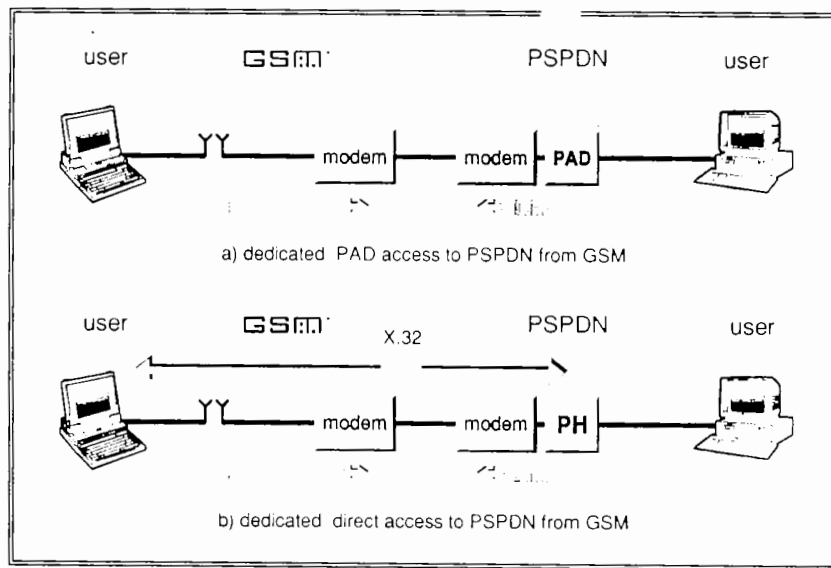 user GSM PSPDN user
modem modem PAD
a) dedicated PAD access to PSPDN from GSM
user GSM PSPDN user
X.32
modem modem PH
b) dedicated direct access to PSPDN from GSM